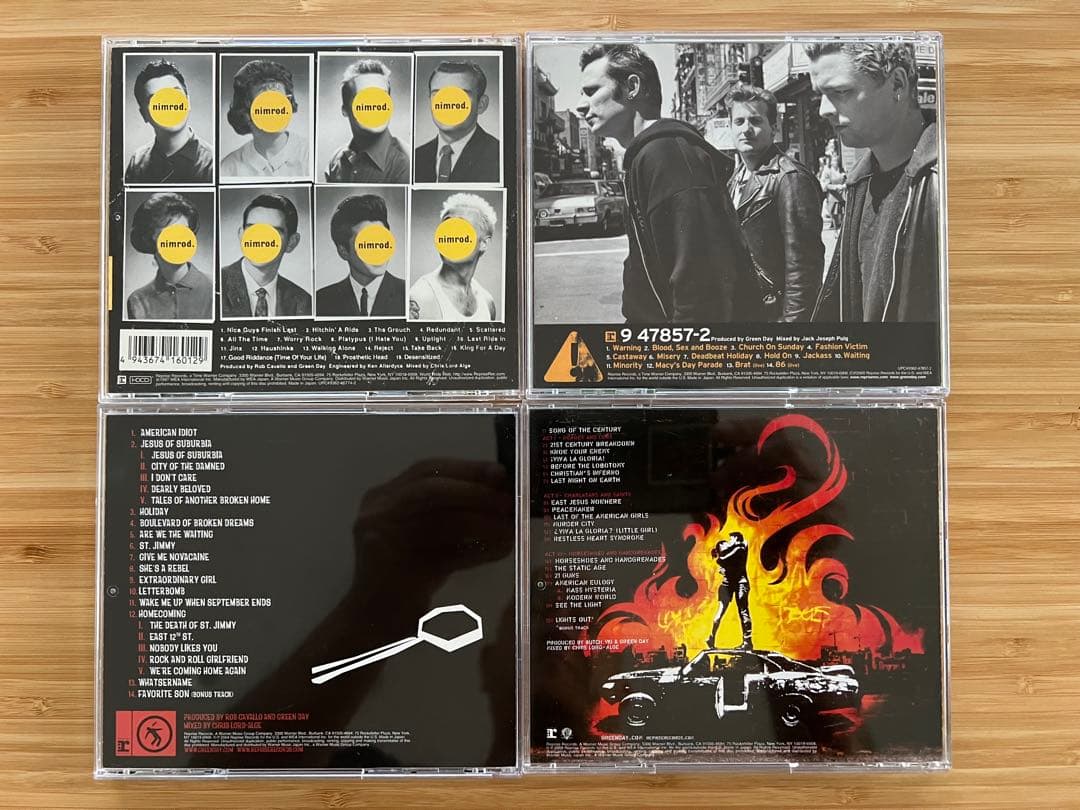 nimrod.
nimrod.
nimrod.
nimrod.
nimrod.
nimrod.
nimrod.
nimrod.
1. Nice Guys Finish Last 2. Hitchin' A Ride 3. The Grouch 4. Redundant 5. Scattered
6. All The Time 7. Worry Rock 8. Platypus (I Hate You) 9. Uptight 10. Last Ride In
11. Jinx 12. Haushinka 13. Walking Alone 14. Reject 15. Take Back 16. King For A Day
17. Good Riddance (Time Of Your Life) 18. Prosthetic Head 19. Desensitized
Produced by Rob Cavallo and Green Day Engineered by Ken Allardyce Mixed by Chris Lord Alge
4 943674 160129
HDCD
9 47857-2 Produced by Green Day Mixed by Jack Joseph Puig
1. Warning 2. Blood, Sex and Booze 3. Church On Sunday 4. Fashion Victim
5. Castaway 6. Misery 7. Deadbeat Holiday 8. Hold On 9. Jackass 10. Waiting
11. Minority 12. Macy's Day Parade 13. Brat (live) 14. 86 (live)
1. AMERICAN IDIOT
2. JESUS OF SUBURBIA
I. JESUS OF SUBURBIA
II. CITY OF THE DAMNED
III. I DON'T CARE
IV. DEARLY BELOVED
V. TALES OF ANOTHER BROKEN HOME
3. HOLIDAY
4. BOULEVARD OF BROKEN DREAMS
5. ARE WE THE WAITING
6. ST. JIMMY
7. GIVE ME NOVACAINE
8. SHE'S A REBEL
9. EXTRAORDINARY GIRL
10. LETTERBOMB
11. WAKE ME UP WHEN SEPTEMBER ENDS
12. HOMECOMING
I. THE DEATH OF ST. JIMMY
II. EAST 12TH ST.
III. NOBODY LIKES YOU
IV. ROCK AND ROLL GIRLFRIEND
V. WE'RE COMING HOME AGAIN
13. WHATSERNAME
14. FAVORITE SON (BONUS TRACK)
PRODUCED BY ROB CAVALLO AND GREEN DAY
MIXED BY CHRIS LORD-ALGE
SONG OF THE CENTURY
ACT I - HEROES AND CONS
21ST CENTURY BREAKDOWN
KNOW YOUR ENEMY
¡VIVA LA GLORIA!
BEFORE THE LOBOTOMY
CHRISTIAN'S INFERNO
LAST NIGHT ON EARTH
ACT II - CHARLATANS AND SAINTS
EAST JESUS NOWHERE
PEACEMAKER
LAST OF THE AMERICAN GIRLS
MURDER CITY
¿VIVA LA GLORIA? (LITTLE GIRL)
RESTLESS HEART SYNDROME
ACT III - HORSESHOES AND HANDGRENADES
HORSESHOES AND HANDGRENADES
THE STATIC AGE
21 GUNS
AMERICAN EULOGY
A. MASS HYSTERIA
B. MODERN WORLD
SEE THE LIGHT
LIGHTS OUT*
*BONUS TRACK
PRODUCED BY BUTCH VIG & GREEN DAY
MIXED BY CHRIS LORD-ALGE
GREENDAY.COM REPRISERECORDS.COM